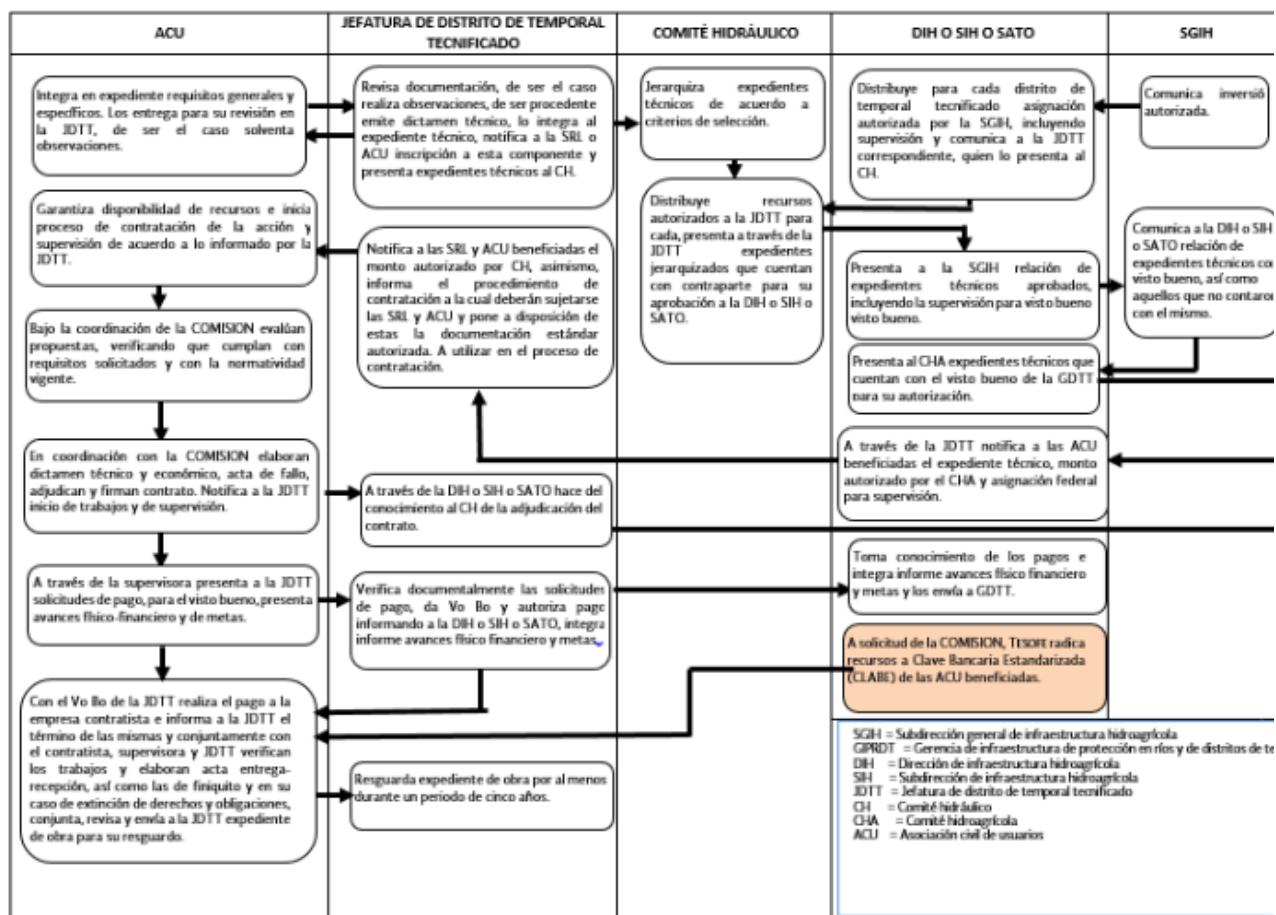 ACU
JEFATURA DE DISTRITO DE TEMPORAL
TECNIFICADO
COMITÉ HIDRÁULICO
DIH O SIH O SATO
SGIH
Integra en expediente requisitos generales y
específicos. Los entrega para su revisión en
la JDTT, de ser el caso solventa
observaciones.
Revisa documentación, de ser el caso
realiza observaciones, de ser procedente
emite dictamen técnico, lo integra al
expediente técnico, notifica a la SRL o
ACU inscripción a esta componente y
presenta expedientes técnicos al CH.
Jerarquiza expedientes
técnicos de acuerdo a
criterios de selección.
Distribuye para cada distrito de
temporal tecnificado asignación
autorizada por la SGIH, incluyendo
supervisión y comunica a la JDTT
correspondiente, quien lo presenta al
CH.
Comunica inversió
autorizada.
Garantiza disponibilidad de recursos e inicia
proceso de contratación de la acción y
supervisión de acuerdo a lo informado por la
JDTT.
Notifica a las SRL y ACU beneficiadas el
monto autorizado por CH, asimismo,
informa el procedimiento de
contratación a la cual deberán sujetarse
las SRL y ACU y pone a disposición de
estas la documentación estándar
autorizada. A utilizar en el proceso de
contratación.
Distribuye recursos
autorizados a la JDTT para
cada, presenta a través de la
JDTT expedientes
jerarquizados que cuentan
con contraparte para su
aprobación a la DIH o SIH o
SATO.
Presenta a la SGIH relación de
expedientes técnicos aprobados,
incluyendo la supervisión para visto bueno
visto bueno.
Comunica a la DIH o SIH
o SATO relación de
expedientes técnicos con
visto bueno, así como
aquellos que no contaron
con el mismo.
Bajo la coordinación de la COMISION evalúan
propuestas, verificando que cumplan con
requisitos solicitados y con la normatividad
vigente.
Presenta al CHA expedientes técnicos que
cuentan con el visto bueno de la GDTT
para su autorización.
En coordinación con la COMISION elaboran
dictamen técnico y económico, acta de fallo,
adjudican y firman contrato. Notifica a la JDTT
inicio de trabajos y de supervisión.
A través de la DIH o SIH o SATO hace del
conocimiento al CH de la adjudicación del
contrato.
A través de la JDTT notifica a las ACU
beneficiadas el expediente técnico, monto
autorizado por el CHA y asignación federal
para supervisión.
A través de la supervisora presenta a la JDTT
solicitudes de pago, para el visto bueno, presenta
avances físico-financiero y de metas.
Verifica documentalmente las solicitudes
de pago, da Vo Bo y autoriza pago
informando a la DIH o SIH o SATO, integra
informe avances físico financiero y metas.
Toma conocimiento de los pagos e
integra informe avances físico financiero
y metas y los envía a GDTT.
A solicitud de la COMISION, TESOFE radica
recursos a Clave Bancaria Estandarizada
(CLABE) de las ACU beneficiadas.
Con el Vo Bo de la JDTT realiza el pago a la
empresa contratista e informa a la JDTT el
término de las mismas y conjuntamente con
el contratista, supervisora y JDTT verifican
los trabajos y elaboran acta entrega-
recepción, así como las de finiquito y en su
caso de extinción de derechos y obligaciones,
conjunta, revisa y envía a la JDTT expediente
de obra para su resguardo.
Resguarda expediente de obra por al menos
durante un periodo de cinco años.
SGIH = Subdirección general de infraestructura hidroagrícola
GIPRDT = Gerencia de infraestructura de protección en ríos y de distritos de te
DIH = Dirección de infraestructura hidroagrícola
SIH = Subdirección de infraestructura hidroagrícola
JDTT = Jefatura de distrito de temporal tecnificado
CH = Comité hidráulico
CHA = Comité hidroagrícola
ACU = Asociación civil de usuarios